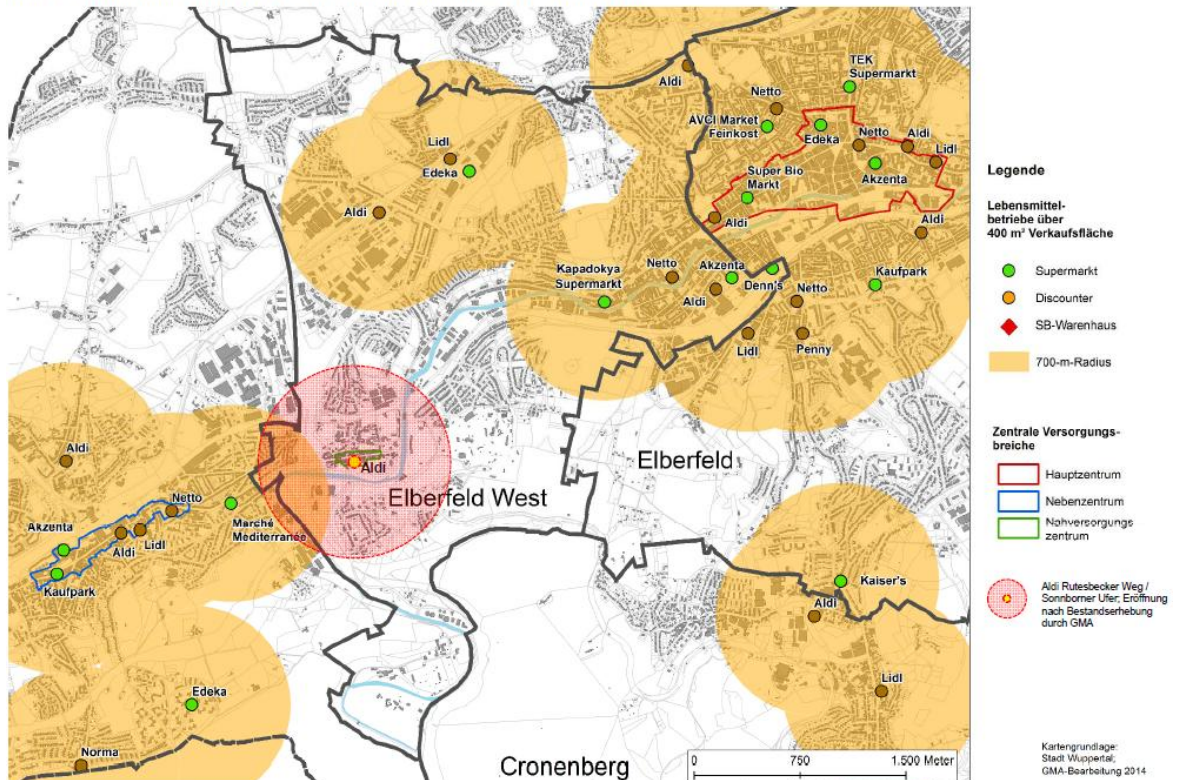 Aldi
TEK
Supermarkt
Netto
AVCI Market
Feinkost
Edeka
Netto
Aldi
Lidl
Akzenta
Super Bio
Markt
Aldi
Aldi
Lidl
Edeka
Aldi
Kapadokya
Supermarkt
Netto
Akzenta
Aldi
Denn's
Netto
Kaufpark
Lidl
Penny
Aldi
Elberfeld
Elberfeld West
Aldi
Netto
Akzenta
Aldi
Lidl
Marché
Méditerranée
Kaufpark
Kaiser's
Aldi
Lidl
Edeka
Norma
Cronenberg
0
750
1.500 Meter
Legende
Lebensmittel-
betriebe über
400 m² Verkaufsfläche
Supermarkt
Discounter
SB-Warenhaus
700-m-Radius
Zentrale Versorgungs-
breiche
Hauptzentrum
Nebenzentrum
Nahversorgungs
zentrum
Aldi Rutesbecker Weg /
Sonnborner Ufer; Eröffnung
nach Bestandserhebung
durch GMA
Kartengrundlage:
Stadt Wuppertal;
GMA-Bearbeitung 2014